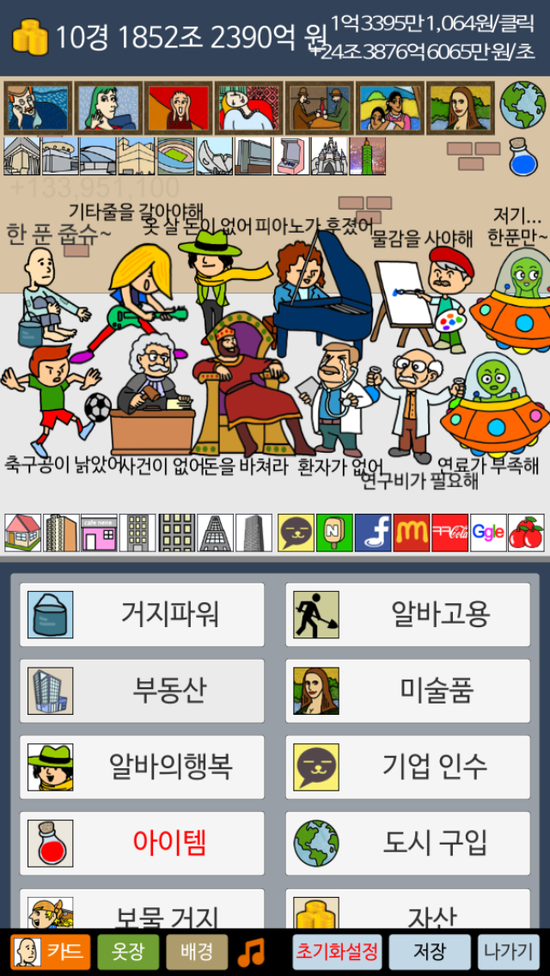 10경 1852조 2390억 원
1억 3395만 1,064원/클릭
+24조 3876억 6065만 원/초
+133,951,100
기타줄을 갈아야해
한 푼 줍슈~
옷 살 돈이 없어
피아노가 후졌어
물감을 사야해
저기...
한푼만~
축구공이 낡았어
사건이 없어
돈을 바쳐라
환자가 없어
연구비가 필요해
연료가 부족해
cafe nene
Ggle
거지파워
알바고용
부동산
미술품
알바의행복
기업 인수
아이템
도시 구입
보물 거지
자산
카드
옷장
배경
초기화설정
저장
나가기